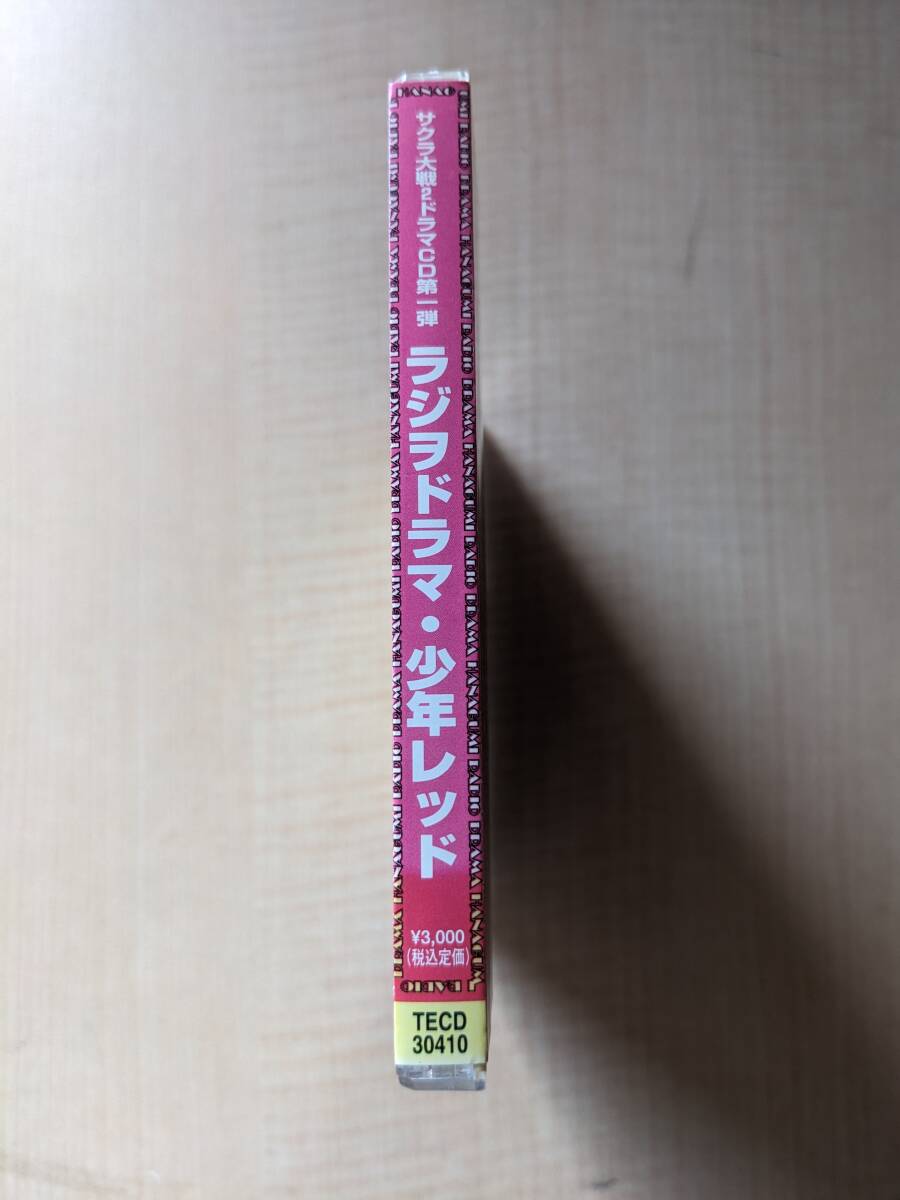 サクラ大戦2ドラマCD第一弾
ラジヲドラマ・少年レッド
¥3,000
(税込定価)
TECD
30410